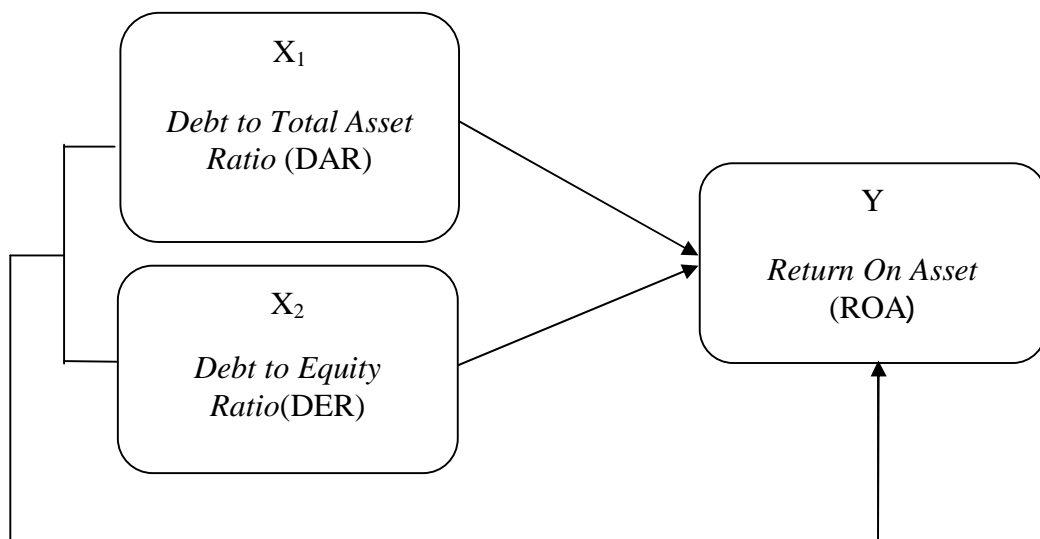 X₁
Debt to Total Asset
Ratio (DAR)
X₂
Debt to Equity
Ratio(DER)
Y
Return On Asset
(ROA)